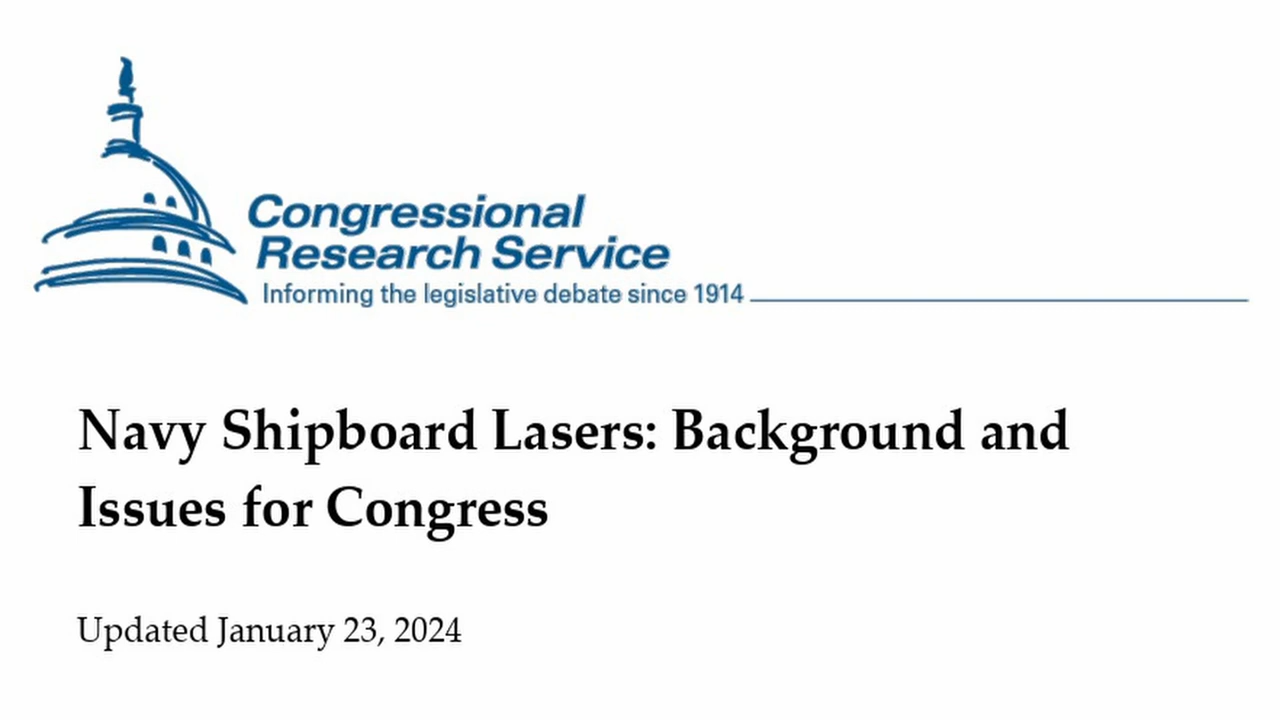 Congressional
Research Service
Informing the legislative debate since 1914
Navy Shipboard Lasers: Background and
Issues for Congress
Updated January 23, 2024